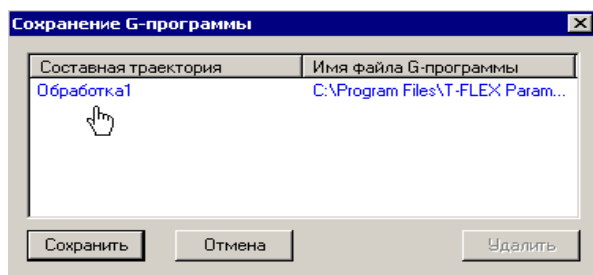 Сохранение G-программы
Составная траектория Имя файла G-программы
Обработка1 C:\Program Files\T-FLEX Param...
Сохранить Отмена Удалить